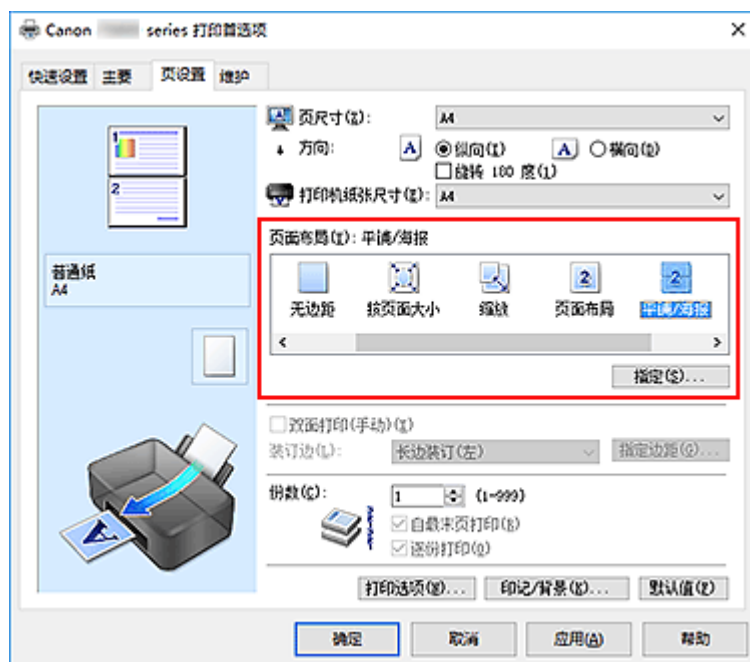 Canon series 打印首选项
快速设置 主要 页设置 维护
页尺寸(Z): A4
方向: A 纵向(I) A 横向(D)
旋转 180 度(1)
打印机纸张尺寸(E): A4
页面布局(T): 平铺/海报
无边距 按页面大小 缩放 页面布局 平铺/海报
指定(S)...
1
2
普通纸
A4
双面打印(手动)(X)
装订边(L): 长边装订(左) 指定边距(G)...
份数(C): 1 (1-999)
自最末页打印(R)
逐份打印(O)
打印选项(W)... 印记/背景(K)... 默认值(F)
确定 取消 应用(A) 帮助